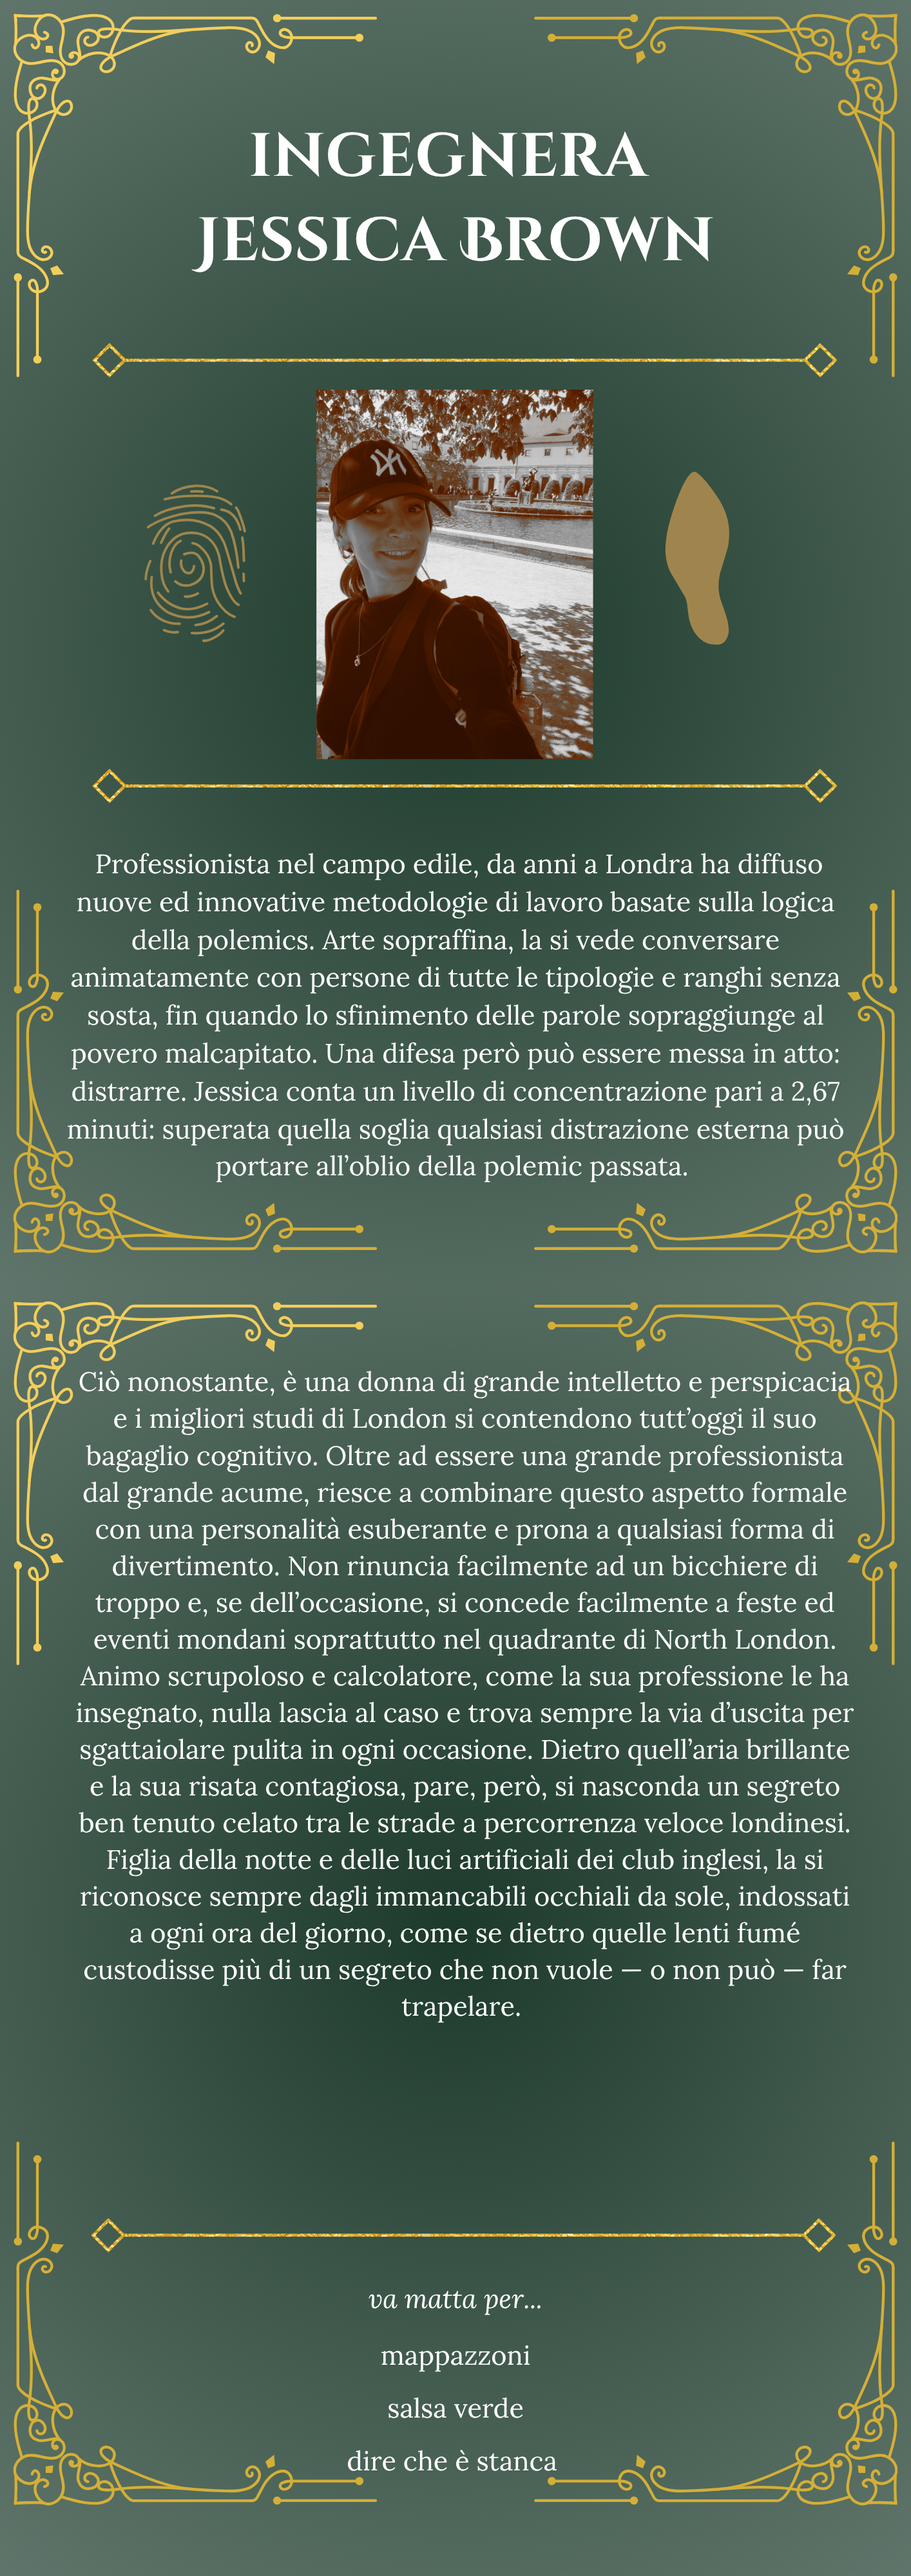 INGEGNERA
JESSICA BROWN
NY
Professionista nel campo edile, da anni a Londra ha diffuso
nuove ed innovative metodologie di lavoro basate sulla logica
della polemics. Arte sopraffina, la si vede conversare
animatamente con persone di tutte le tipologie e ranghi senza
sosta, fin quando lo sfinimento delle parole sopraggiunge al
povero malcapitato. Una difesa però può essere messa in atto:
distrarre. Jessica conta un livello di concentrazione pari a 2,67
minuti: superata quella soglia qualsiasi distrazione esterna può
portare all’oblio della polemic passata.
Ciò nonostante, è una donna di grande intelletto e perspicacia
e i migliori studi di London si contendono tutt’oggi il suo
bagaglio cognitivo. Oltre ad essere una grande professionista
dal grande acume, riesce a combinare questo aspetto formale
con una personalità esuberante e prona a qualsiasi forma di
divertimento. Non rinuncia facilmente ad un bicchiere di
troppo e, se dell’occasione, si concede facilmente a feste ed
eventi mondani soprattutto nel quadrante di North London.
Animo scrupoloso e calcolatore, come la sua professione le ha
insegnato, nulla lascia al caso e trova sempre la via d’uscita per
sgattaiolare pulita in ogni occasione. Dietro quell’aria brillante
e la sua risata contagiosa, pare, però, si nasconda un segreto
ben tenuto celato tra le strade a percorrenza veloce londinesi.
Figlia della notte e delle luci artificiali dei club inglesi, la si
riconosce sempre dagli immancabili occhiali da sole, indossati
a ogni ora del giorno, come se dietro quelle lenti fumé
custodisse più di un segreto che non vuole — o non può — far
trapelare.
va matta per...
mappazzoni
salsa verde
dire che è stanca